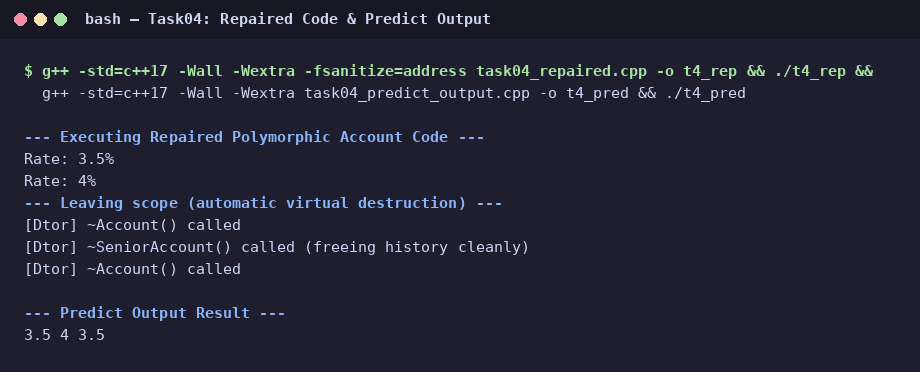 bash — Task04: Repaired Code & Predict Output
$ g++ -std=c++17 -Wall -Wextra -fsanitize=address task04_repaired.cpp -o t4_rep && ./t4_rep &&
g++ -std=c++17 -Wall -Wextra task04_predict_output.cpp -o t4_pred && ./t4_pred
--- Executing Repaired Polymorphic Account Code ---
Rate: 3.5%
Rate: 4%
--- Leaving scope (automatic virtual destruction) ---
[Dtor] ~Account() called
[Dtor] ~SeniorAccount() called (freeing history cleanly)
[Dtor] ~Account() called
--- Predict Output Result ---
3.5 4 3.5